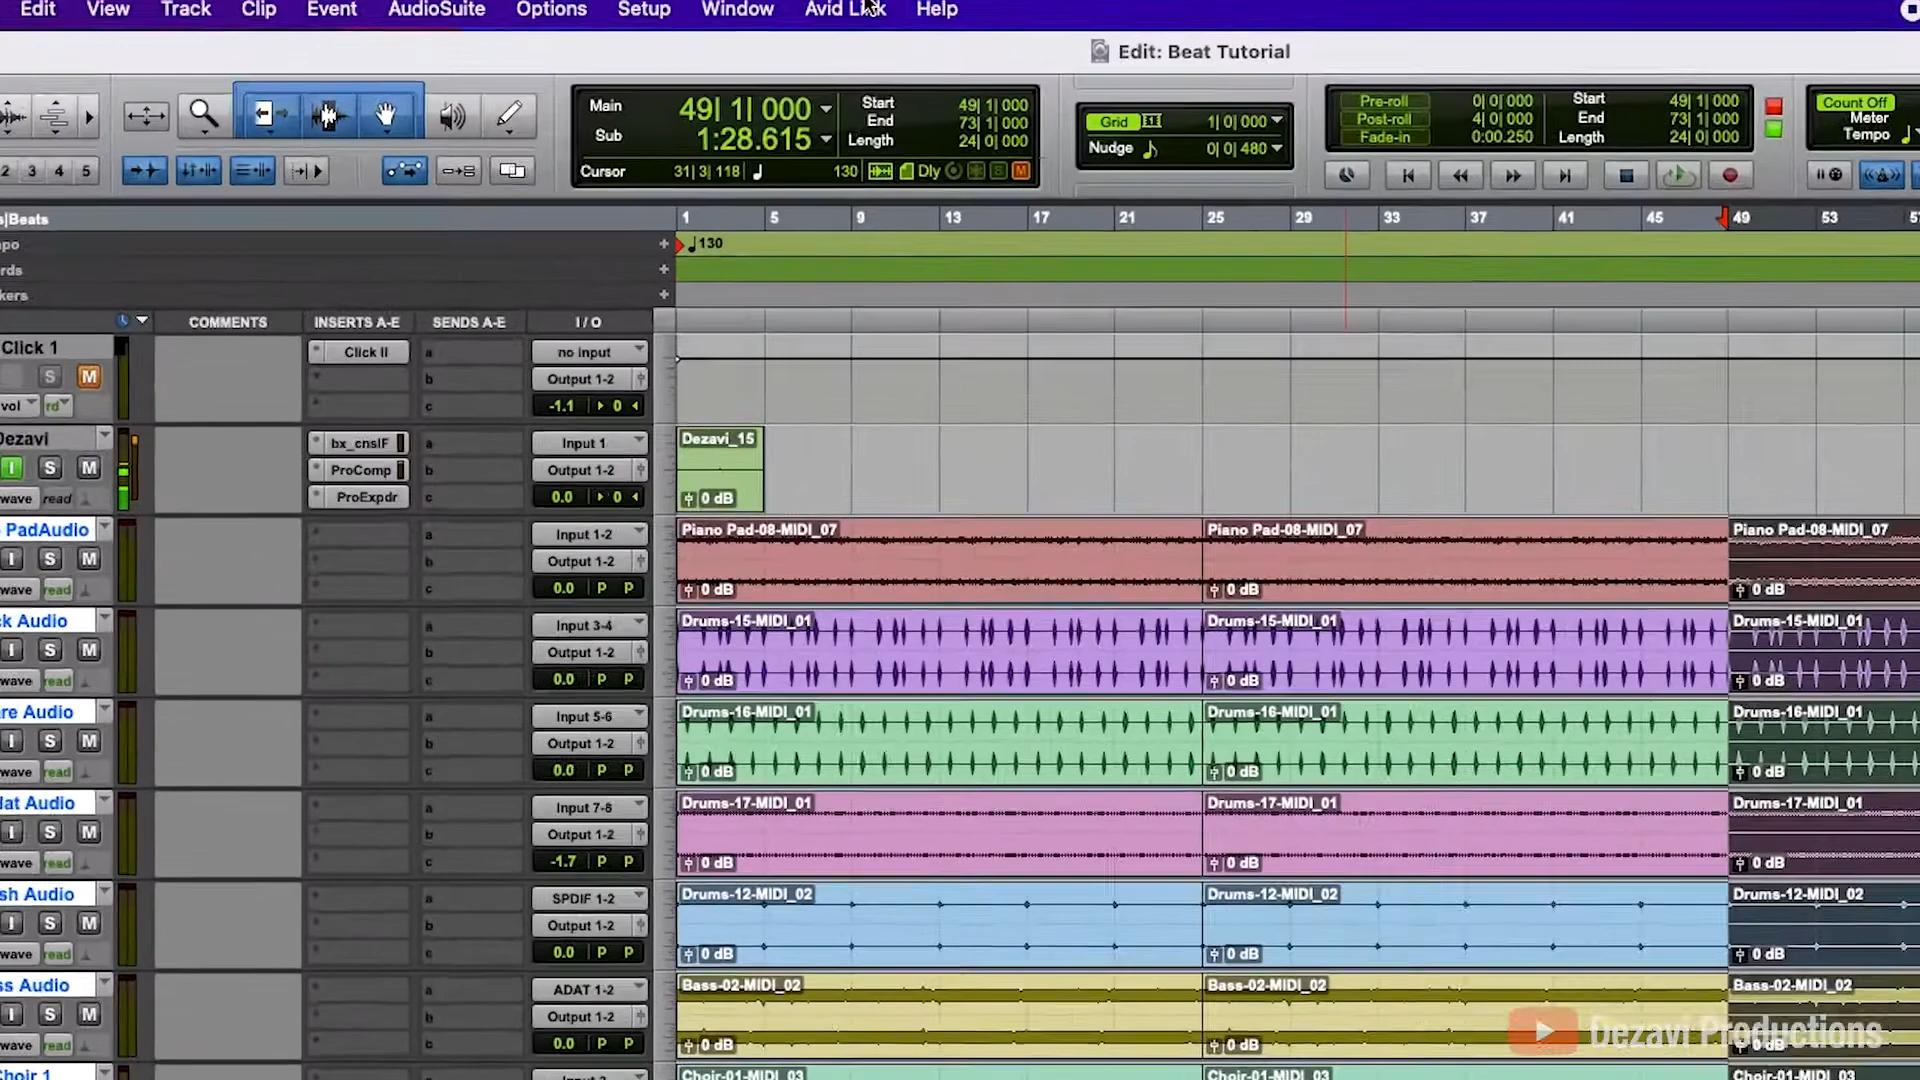 Edit View Track Clip Event AudioSuite Options Setup Window Avid Link Help
Edit: Beat Tutorial
Main 49| 1| 000
Sub 1:28.615
Start 49| 1| 000
End 73| 1| 000
Length 24| 0| 000
Cursor 31| 3| 118 130 Dly S M
Grid 1| 0| 000
Nudge 0| 0| 480
Pre-roll 0| 0| 000
Post-roll 4| 0| 000
Fade-in 0:00.250
Start 49| 1| 000
End 73| 1| 000
Length 24| 0| 000
Count Off
Meter
Tempo
2 3 4 5
s|Beats 1 5 9 13 17 21 25 29 33 37 41 45 49 53 57
po + 130
rds +
kers +
COMMENTS INSERTS A-E SENDS A-E I / O
Click 1 Click II a no input
S M b Output 1-2
vol rd c -1.1 0
Dezavi bx_cnslF a Input 1 Dezavi_15
I S M ProComp b Output 1-2
wave read ProExpdr c 0.0 0 0 dB
PadAudio a Input 1-2 Piano Pad-08-MIDI_07 Piano Pad-08-MIDI_07 Piano Pad-08-MIDI_07
I S M b Output 1-2
wave read c 0.0 P P 0 dB 0 dB 0 dB
ck Audio a Input 3-4 Drums-15-MIDI_01 Drums-15-MIDI_01 Drums-15-MIDI_01
I S M b Output 1-2
wave read c 0.0 P P 0 dB 0 dB 0 dB
re Audio a Input 5-6 Drums-16-MIDI_01 Drums-16-MIDI_01 Drums-16-MIDI_01
I S M b Output 1-2
wave read c 0.0 P P 0 dB 0 dB 0 dB
Hat Audio a Input 7-8 Drums-17-MIDI_01 Drums-17-MIDI_01 Drums-17-MIDI_01
I S M b Output 1-2
wave read c -1.7 P P 0 dB 0 dB 0 dB
sh Audio a SPDIF 1-2 Drums-12-MIDI_02 Drums-12-MIDI_02 Drums-12-MIDI_02
I S M b Output 1-2
wave read c 0.0 P P 0 dB 0 dB 0 dB
ss Audio a ADAT 1-2 Bass-02-MIDI_02 Bass-02-MIDI_02 Bass-02-MIDI_02
I S M b Output 1-2
wave read c 0.0 P P 0 dB 0 dB 0 dB
Dezavi Productions
Choir 1 Choir-01-MIDI_03 Choir-01-MIDI_03 Choir-01-MIDI_03